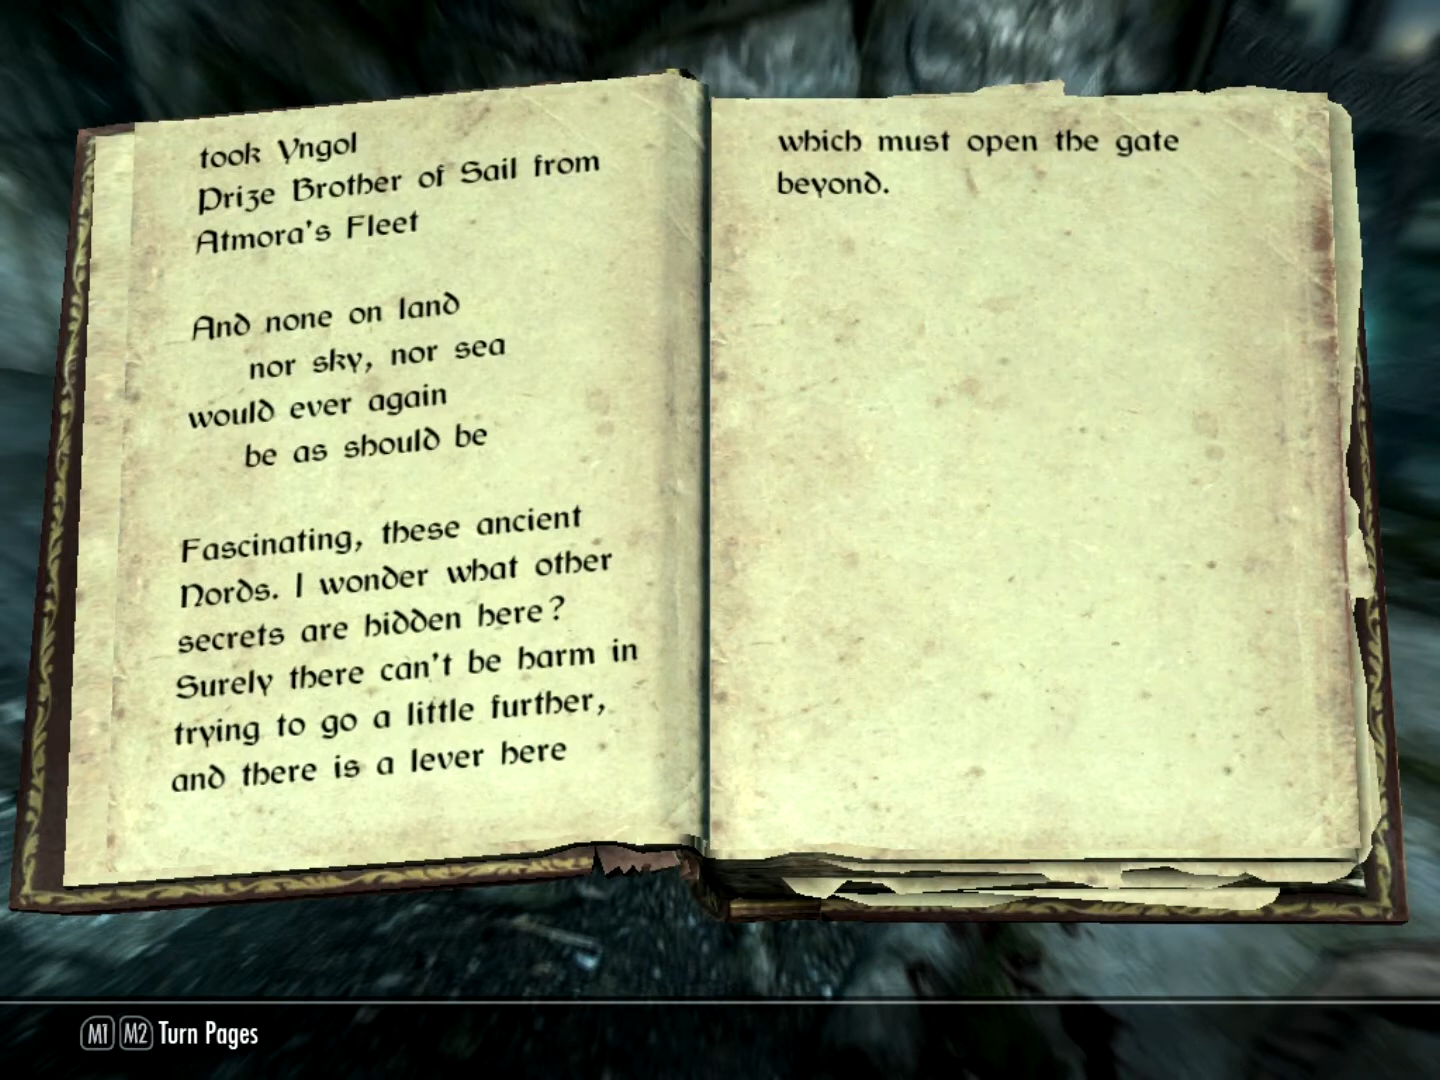 took Yngol
Prize Brother of Sail from
Atmora's Fleet
And none on land
nor sky, nor sea
would ever again
be as should be
Fascinating, these ancient
Nords. I wonder what other
secrets are hidden here?
Surely there can't be harm in
trying to go a little further,
and there is a lever here
which must open the gate
beyond.
M1 M2 Turn Pages